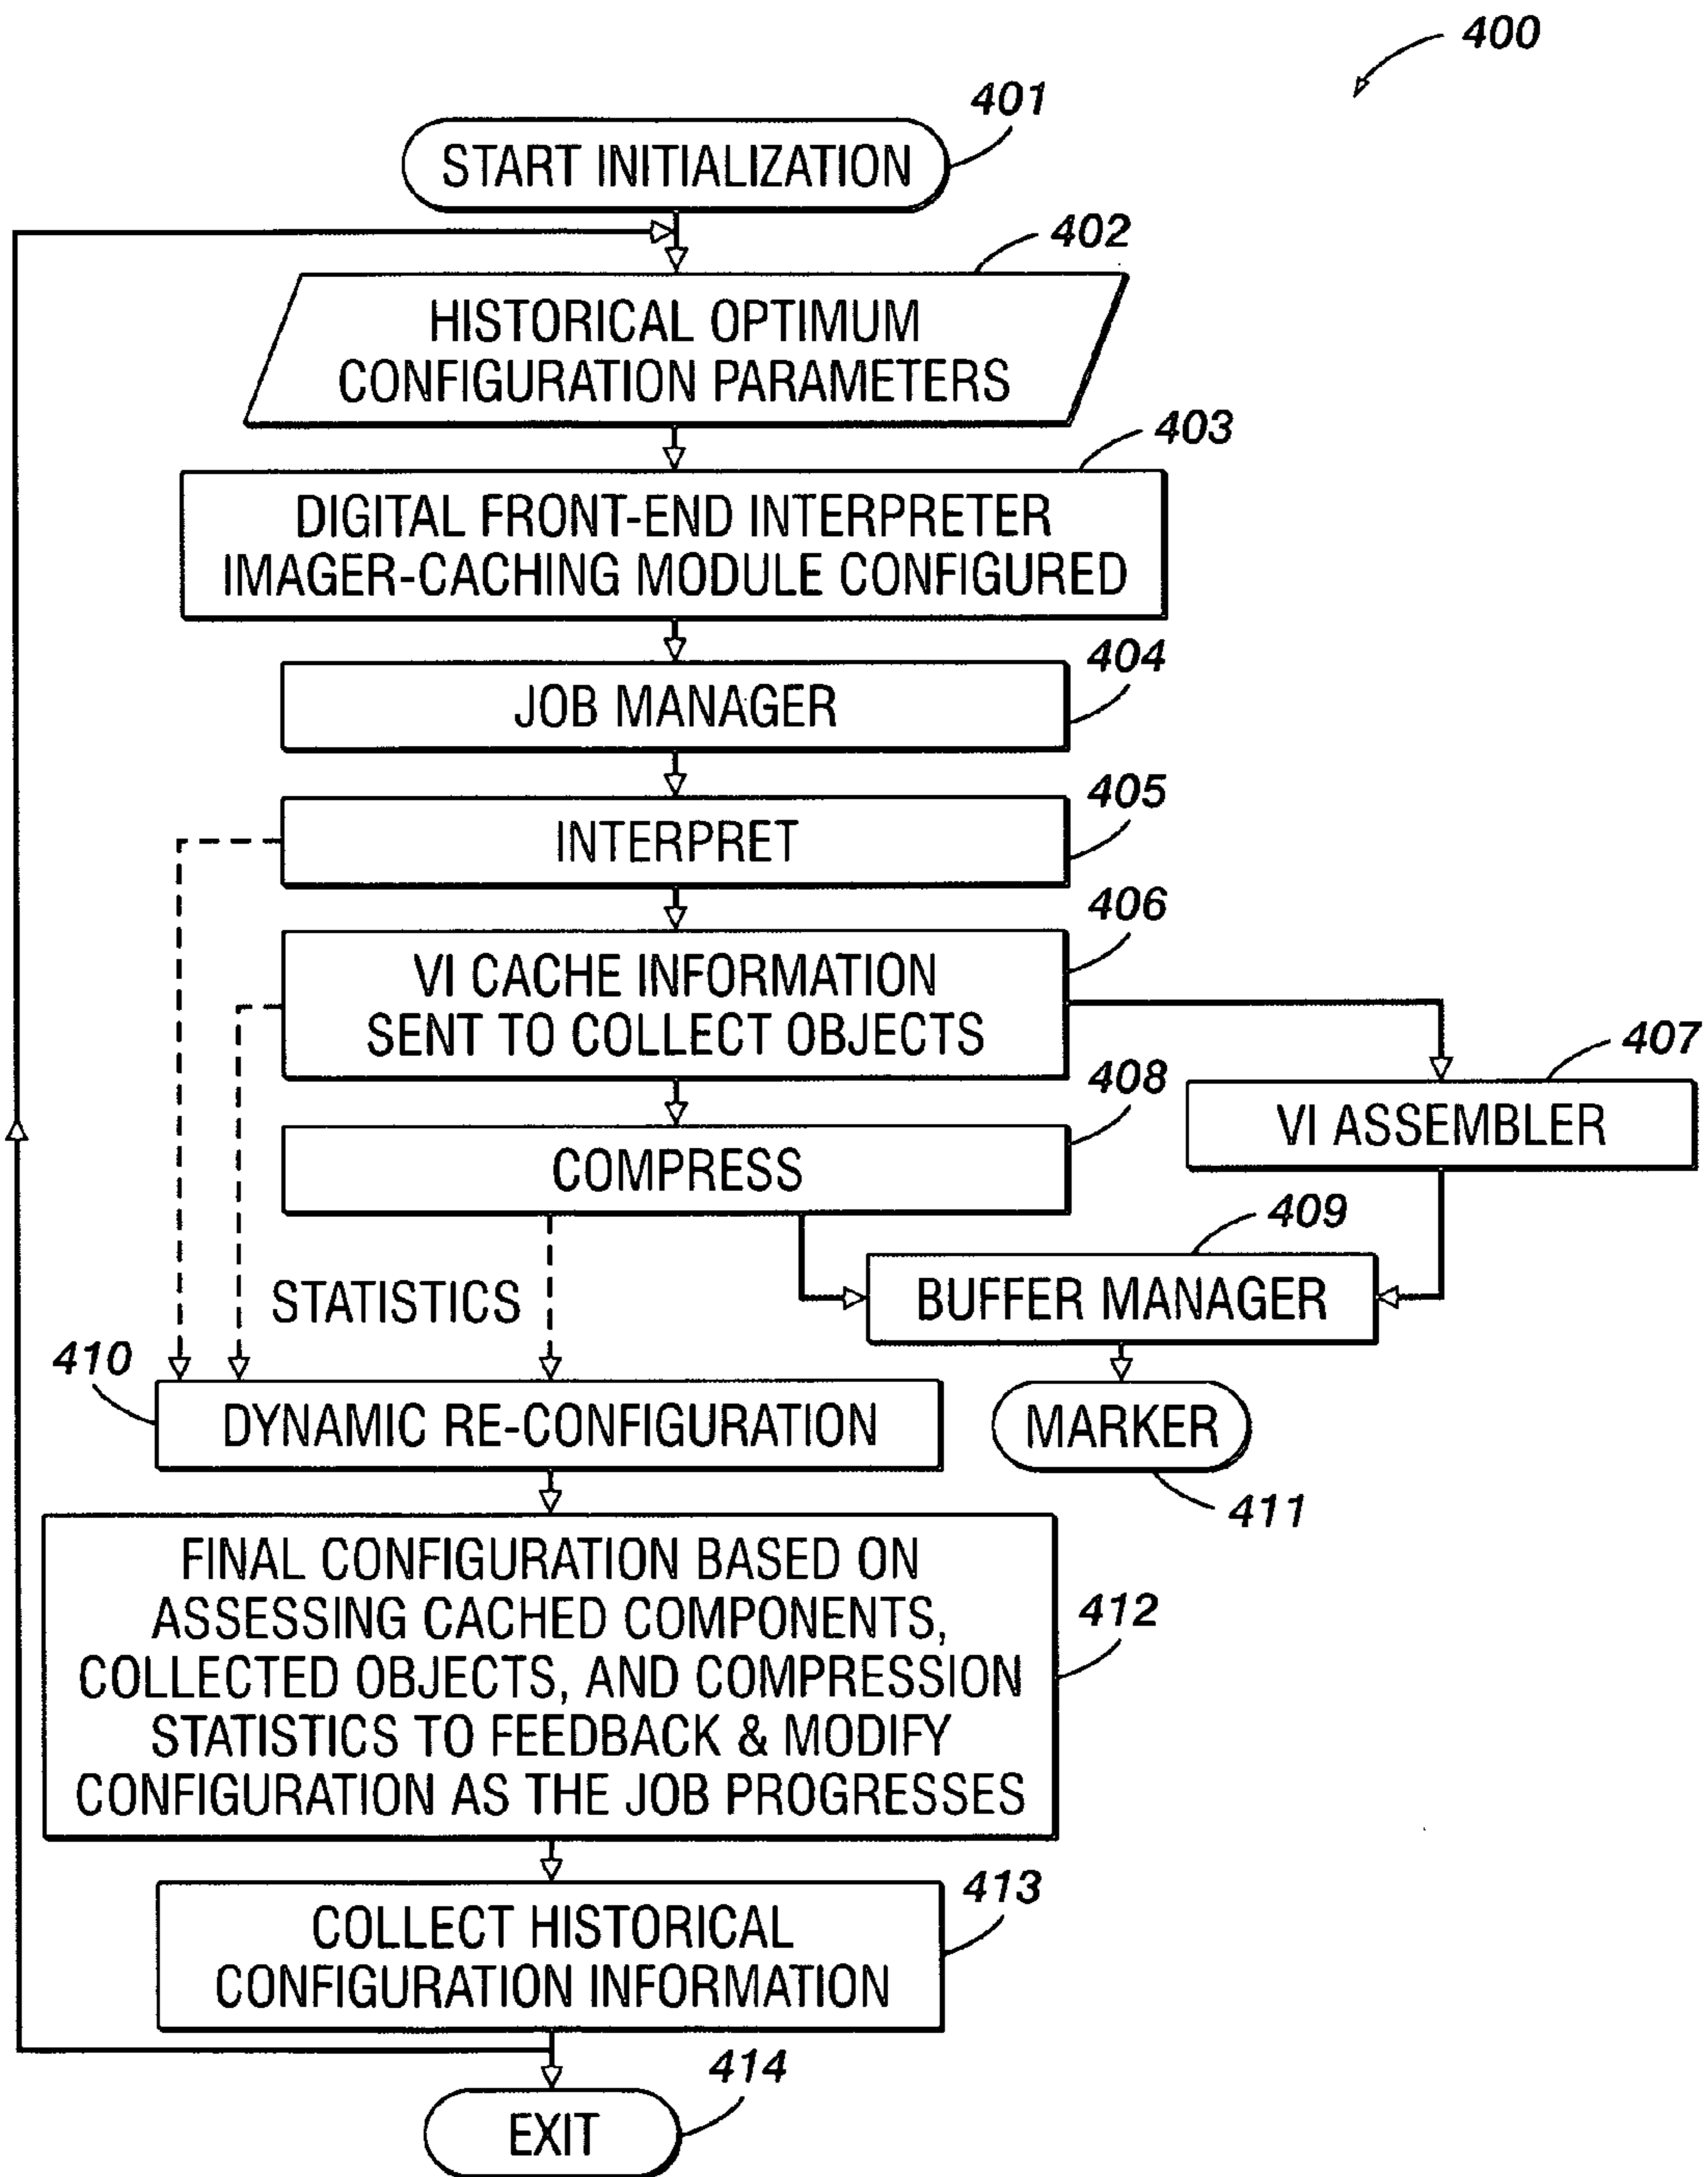 400
401
START INITIALIZATION
402
HISTORICAL OPTIMUM
CONFIGURATION PARAMETERS
403
DIGITAL FRONT-END INTERPRETER
IMAGER-CACHING MODULE CONFIGURED
404
JOB MANAGER
405
INTERPRET
406
VI CACHE INFORMATION
SENT TO COLLECT OBJECTS
407
VI ASSEMBLER
408
COMPRESS
409
BUFFER MANAGER
STATISTICS
410
DYNAMIC RE-CONFIGURATION
MARKER
411
FINAL CONFIGURATION BASED ON
ASSESSING CACHED COMPONENTS,
COLLECTED OBJECTS, AND COMPRESSION
STATISTICS TO FEEDBACK & MODIFY
CONFIGURATION AS THE JOB PROGRESSES
412
413
COLLECT HISTORICAL
CONFIGURATION INFORMATION
414
EXIT